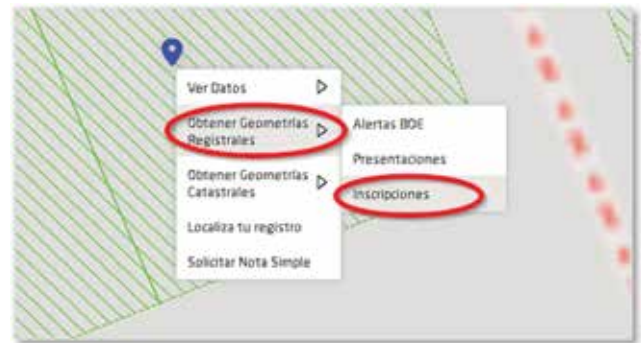 Ver Datos
Obtener Geometrías
Registrales
Obtener Geometrías
Catastrales
Localiza tu registro
Solicitar Nota Simple
Alertas BOE
Presentaciones
Inscripciones